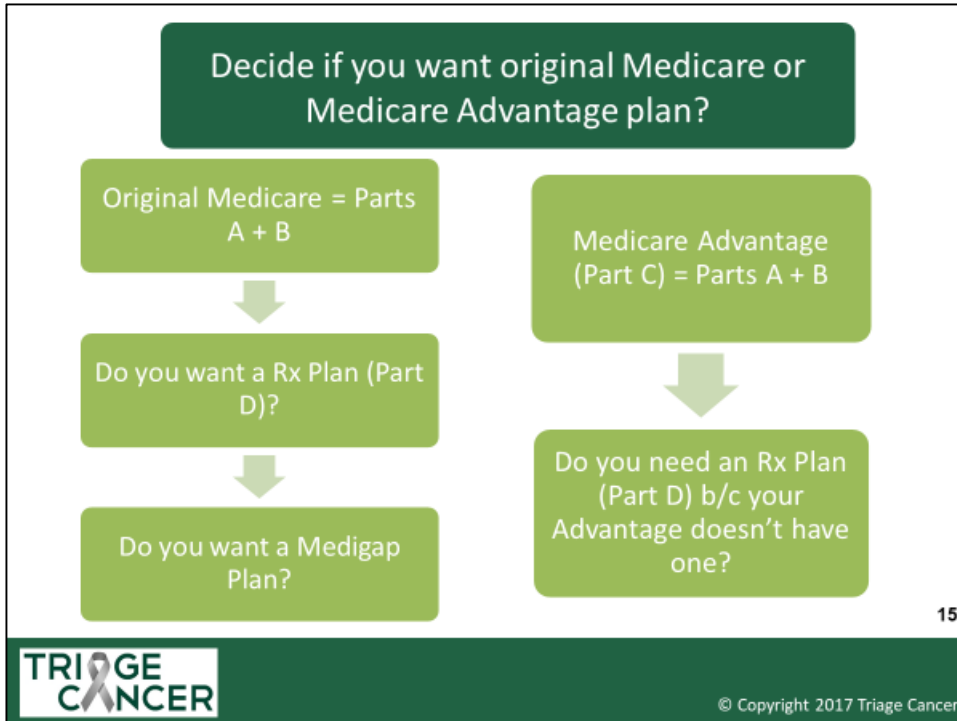 Decide if you want original Medicare or
Medicare Advantage plan?
Original Medicare = Parts
A + B
Do you want a Rx Plan (Part
D)?
Do you want a Medigap
Plan?
Medicare Advantage
(Part C) = Parts A + B
Do you need an Rx Plan
(Part D) b/c your
Advantage doesn't have
one?
15
TRIAGE
CANCER
© Copyright 2017 Triage Cancer